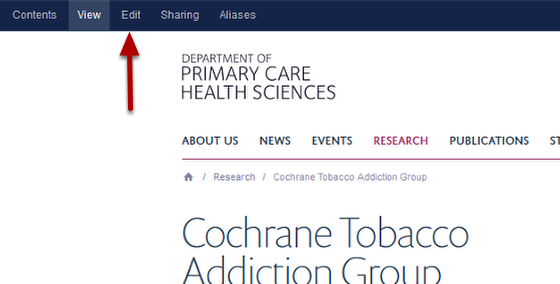 Contents View Edit Sharing Aliases
DEPARTMENT OF
PRIMARY CARE
HEALTH SCIENCES
ABOUT US NEWS EVENTS RESEARCH PUBLICATIONS ST
/ Research / Cochrane Tobacco Addiction Group
Cochrane Tobacco
Addiction Group